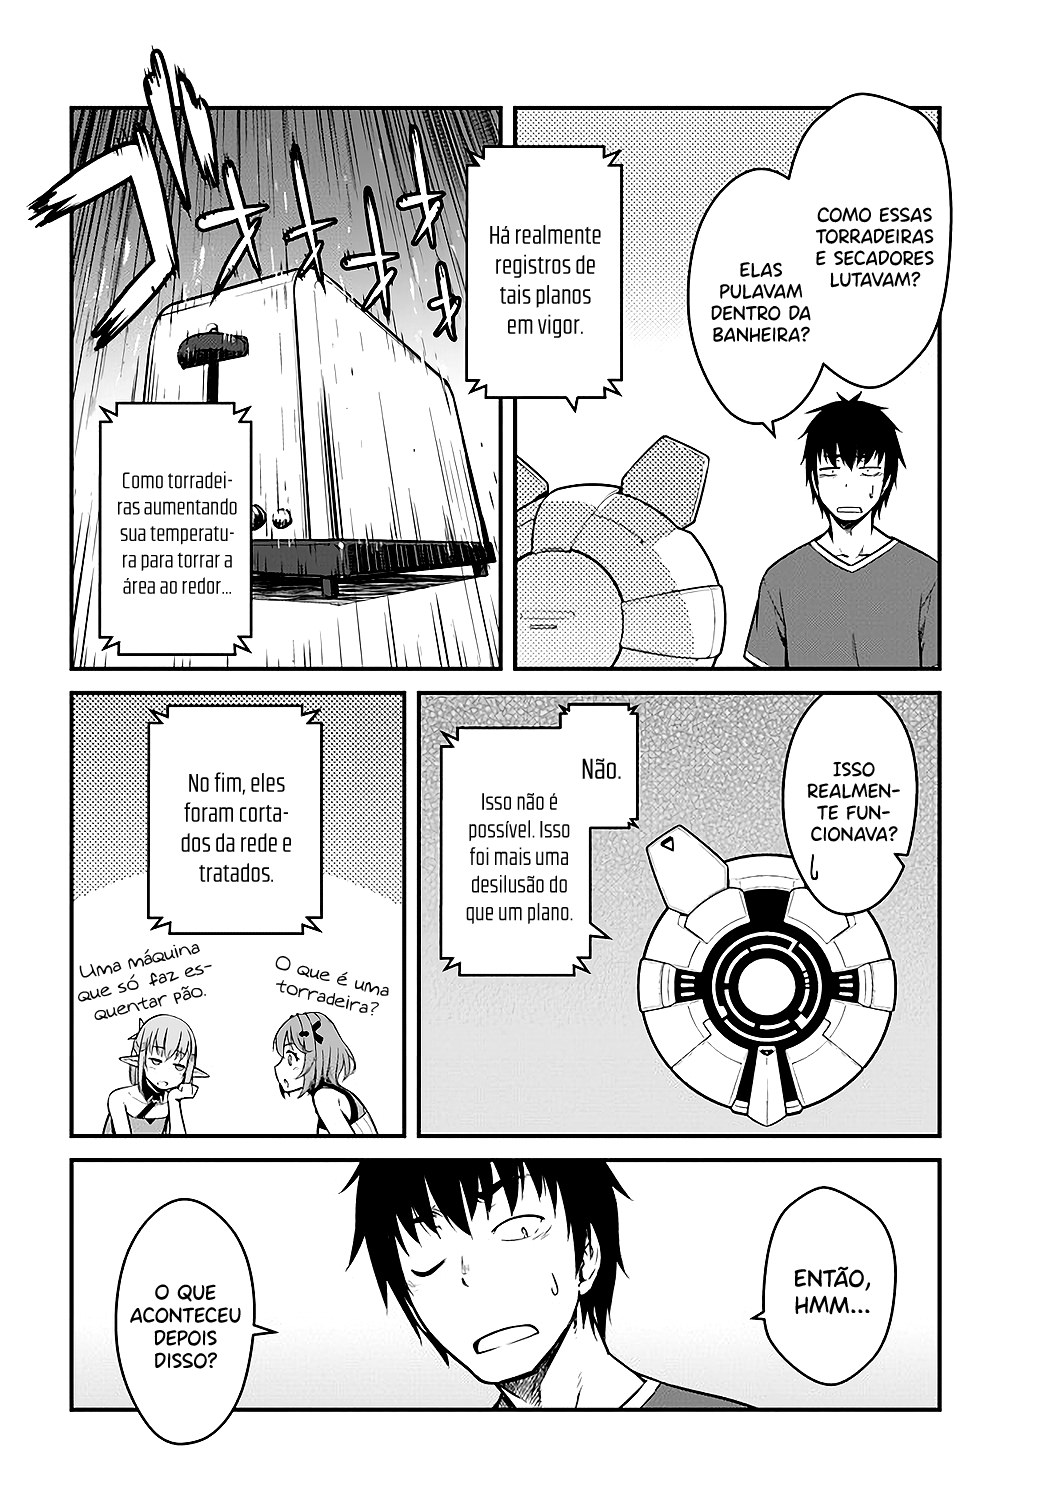 COMO ESSAS
TORRADEIRAS
E SECADORES
LUTAVAM?
ELAS
PULAVAM
DENTRO DA
BANHEIRA?
Há realmente
registros de
tais planos
em vigor.
Como torradei-
ras aumentando
sua temperatu-
ra para torrar a
área ao redor...
ISSO
REALMEN-
TE FUN-
CIONAVA?
Não.
Isso não é
possível. Isso
foi mais uma
desilusão do
que um plano.
No fim, eles
foram corta-
dos da rede e
tratados.
O que é uma
torradeira?
Uma máquina
que só faz es-
quentar pão.
ENTÃO,
HMM...
O QUE
ACONTECEU
DEPOIS
DISSO?